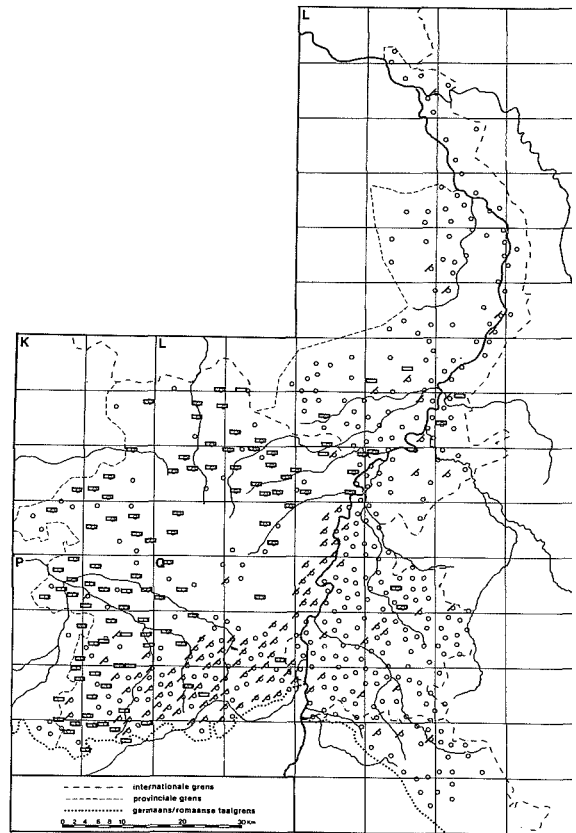 L
K L
P Q
internationale grens
provinciale grens
germaans/romaanse taalgrens
0 2 4 6 8 10 20 30 Km